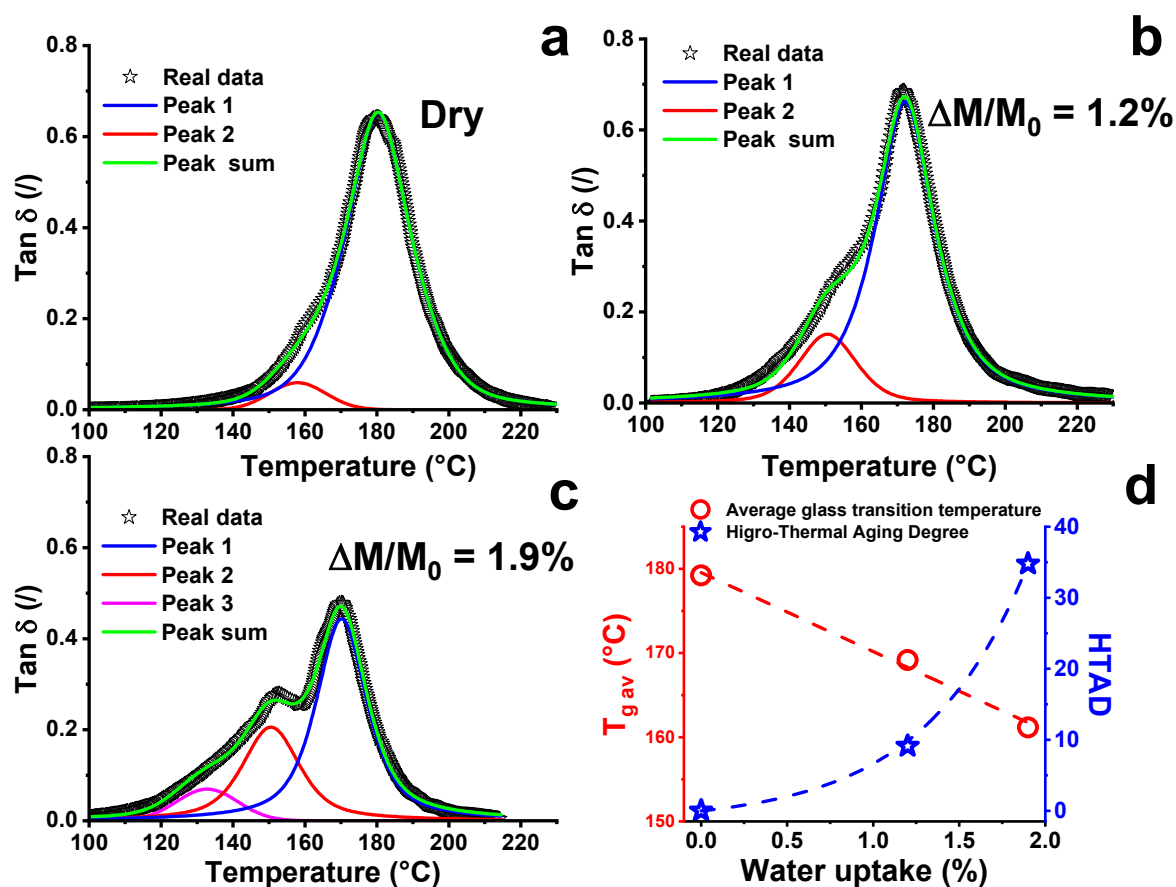 a
0.8
0.6
0.4
0.2
0.0
Tan δ (/)
Real data
Peak 1
Peak 2
Peak sum
Dry
100 120 140 160 180 200 220
Temperature (°C)
b
0.8
0.6
0.4
0.2
0.0
Tan δ (/)
Real data
Peak 1
Peak 2
Peak sum
ΔM/M0 = 1.2%
100 120 140 160 180 200 220
Temperature (°C)
c
0.8
0.6
0.4
0.2
0.0
Tan δ (/)
Real data
Peak 1
Peak 2
Peak 3
Peak sum
ΔM/M0 = 1.9%
100 120 140 160 180 200 220
Temperature (°C)
d
Average glass transition temperature
Higro-Thermal Aging Degree
180
170
160
150
Tg av (°C)
40
30
20
10
0
HTAD
0.0 0.5 1.0 1.5 2.0
Water uptake (%)